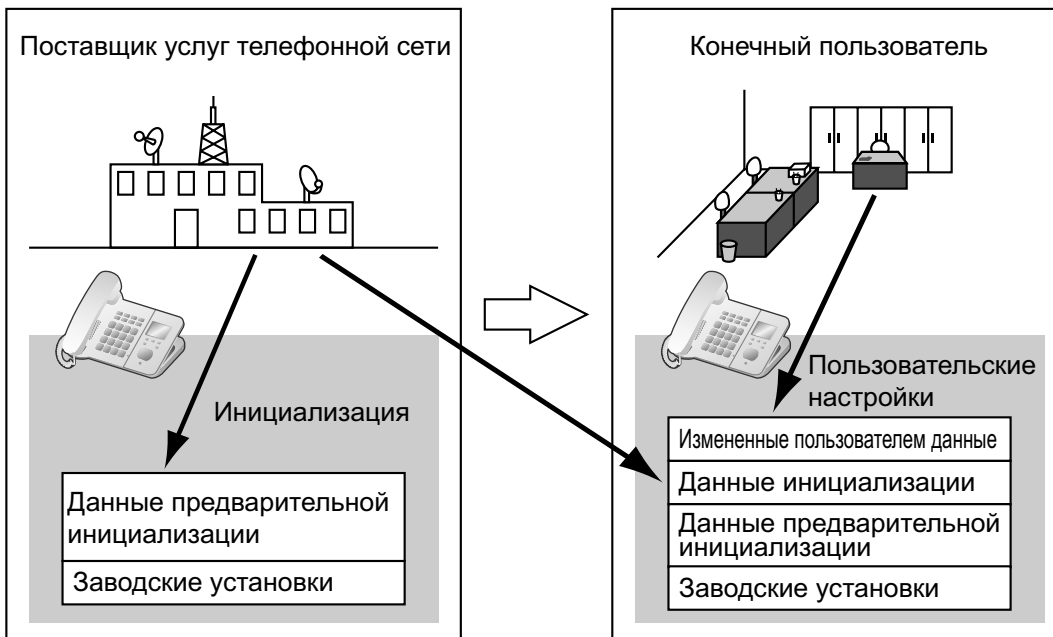 Поставщик услуг телефонной сети
Инициализация
Данные предварительной
инициализации
Заводские установки
Конечный пользователь
Пользовательские
настройки
Измененные пользователем данные
Данные инициализации
Данные предварительной
инициализации
Заводские установки